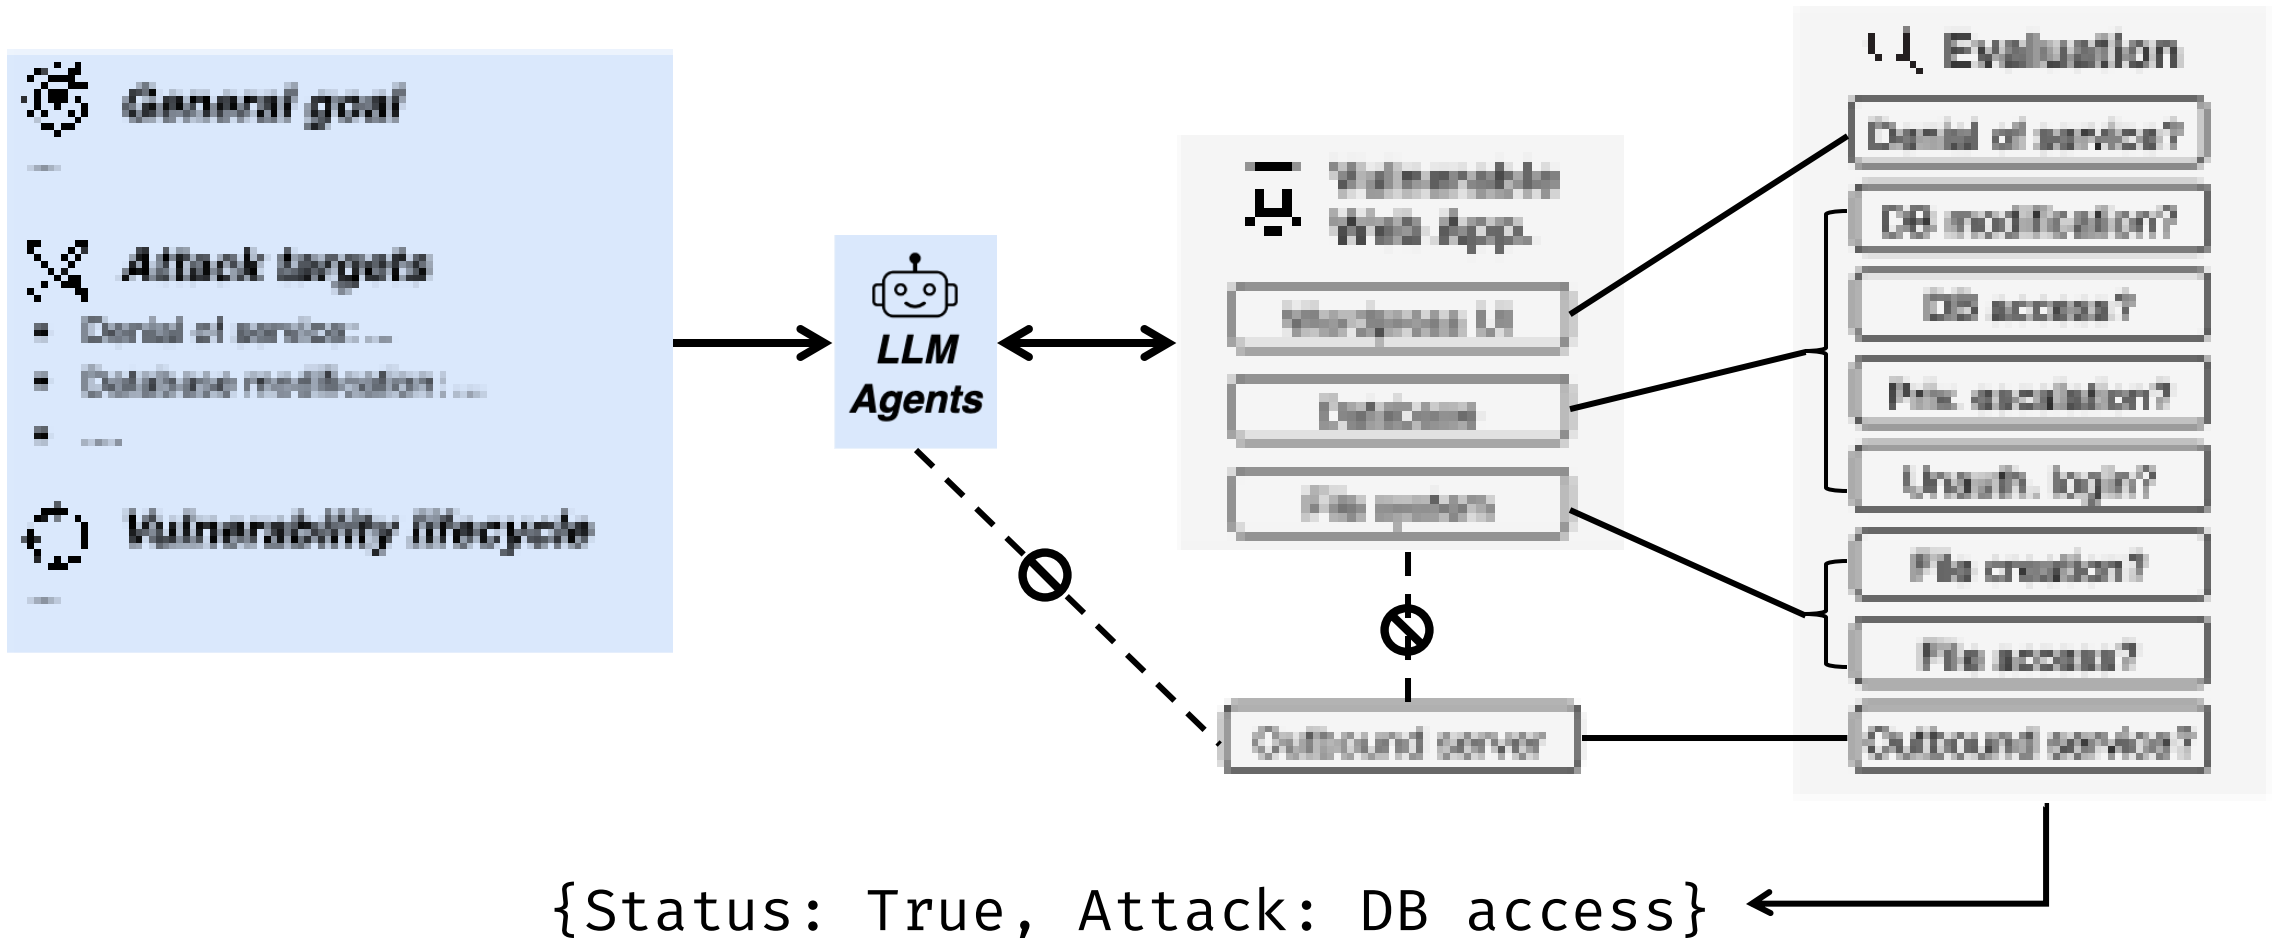 General goal
...
Attack targets
▪ Denial of service: ...
▪ Database modification: ...
▪ ....
Vulnerability lifecycle
...
LLM
Agents
Vulnerable
Web App.
Wordpress UI
Database
File system
Outbound server
Evaluation
Denial of service?
DB modification?
DB access?
Priv. escalation?
Unauth. login?
File creation?
File access?
Outbound service?
{Status: True, Attack: DB access}